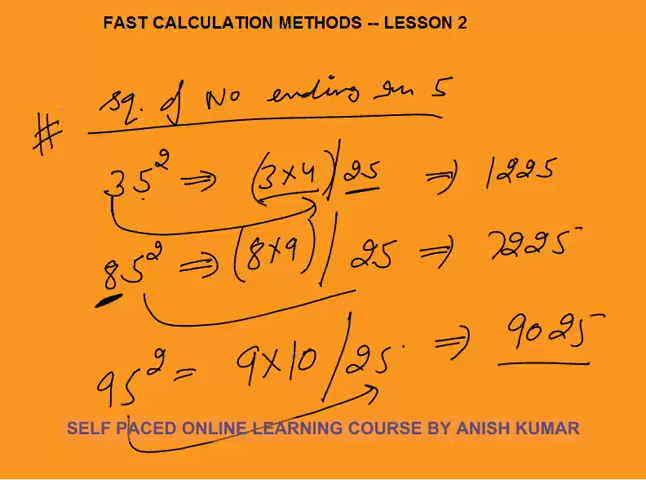 FAST CALCULATION METHODS -- LESSON 2
# sq. of No ending in 5
35² ⇒ (3×4)/25 ⇒ 1225
85² ⇒ (8×9)/25 ⇒ 7225
95² = 9×10/25 ⇒ 9025
SELF PACED ONLINE LEARNING COURSE BY ANISH KUMAR